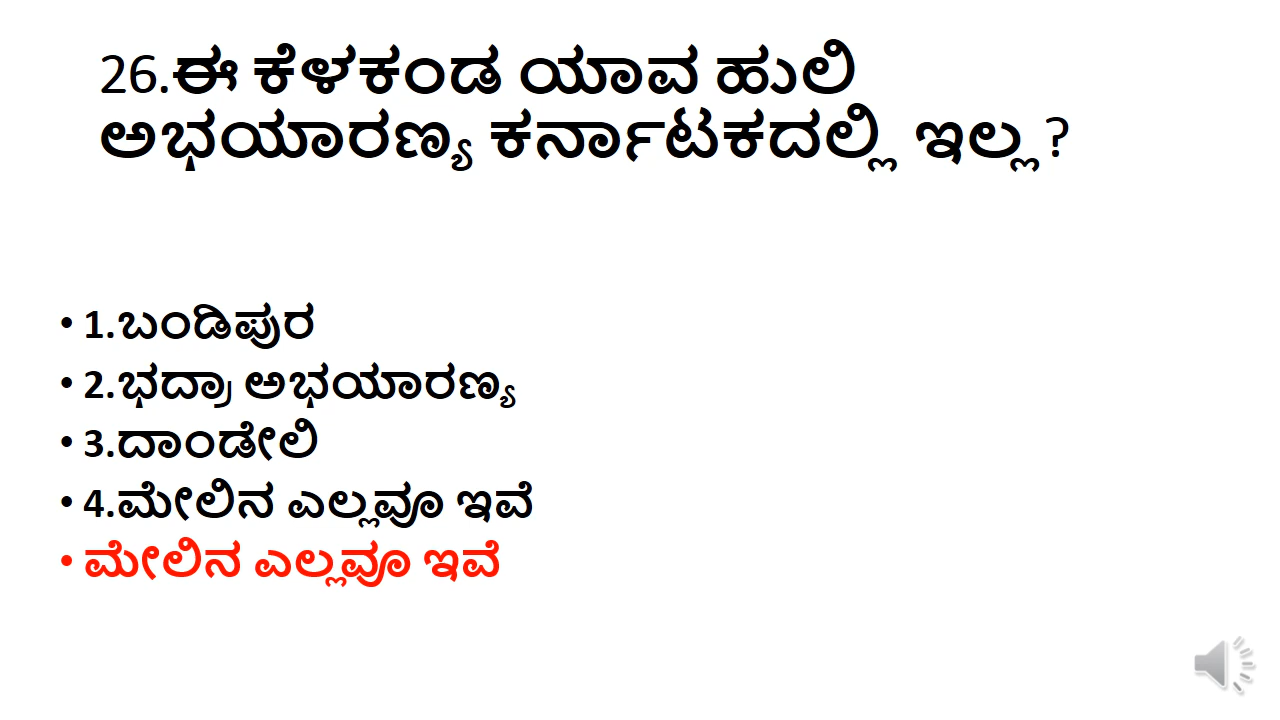 26.ಈ ಕೆಳಕಂಡ ಯಾವ ಹುಲಿ
ಅಭಯಾರಣ್ಯ ಕರ್ನಾಟಕದಲ್ಲಿ ಇಲ್ಲ?
• 1.ಬಂಡಿಪುರ
• 2.ಭದ್ರಾ ಅಭಯಾರಣ್ಯ
• 3.ದಾಂಡೇಲಿ
• 4.ಮೇಲಿನ ಎಲ್ಲವೂ ಇವೆ
• ಮೇಲಿನ ಎಲ್ಲವೂ ಇವೆ